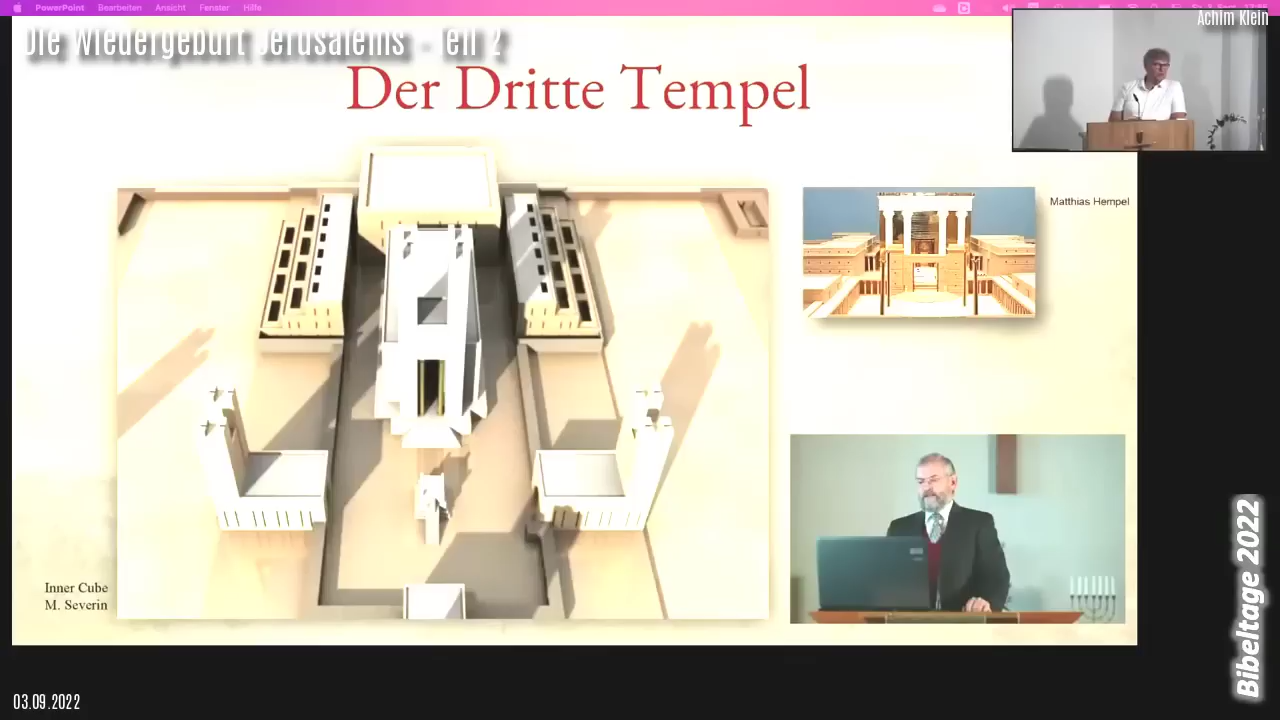 PowerPoint Bearbeiten Ansicht Fenster Hilfe
Die Wiedergeburt Jerusalems - Teil 2
Achim Klein
Der Dritte Tempel
Matthias Hempel
Inner Cube
M. Severin
Bibeltage 2022
03.09.2022